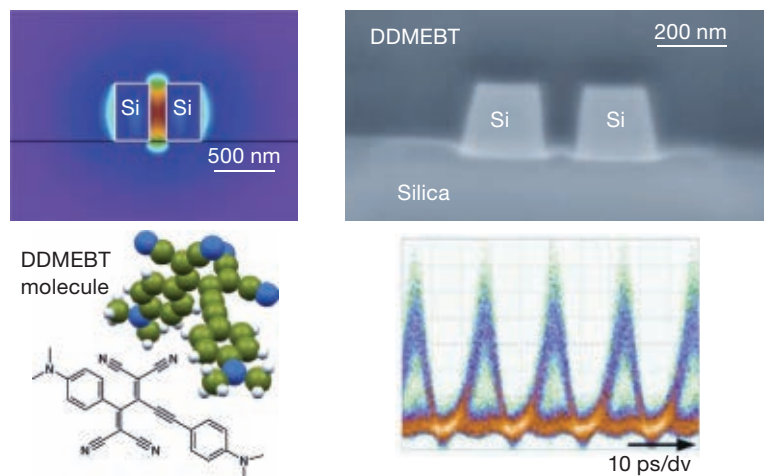 Si
Si
500 nm
DDMEBT
200 nm
Si
Si
Silica
DDMEBT
molecule
N
N
N
N
N
N
10 ps/dv